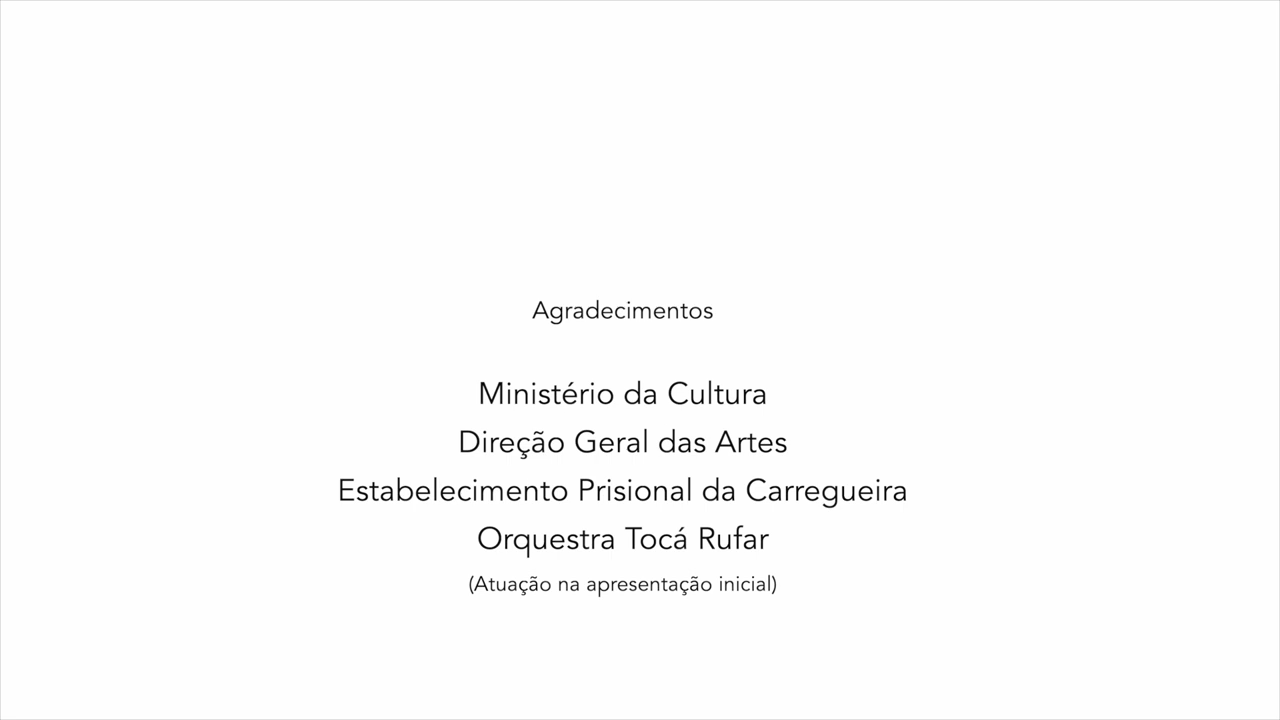 Agradecimentos
Ministério da Cultura
Direção Geral das Artes
Estabelecimento Prisional da Carregueira
Orquestra Tocá Rufar
(Atuação na apresentação inicial)